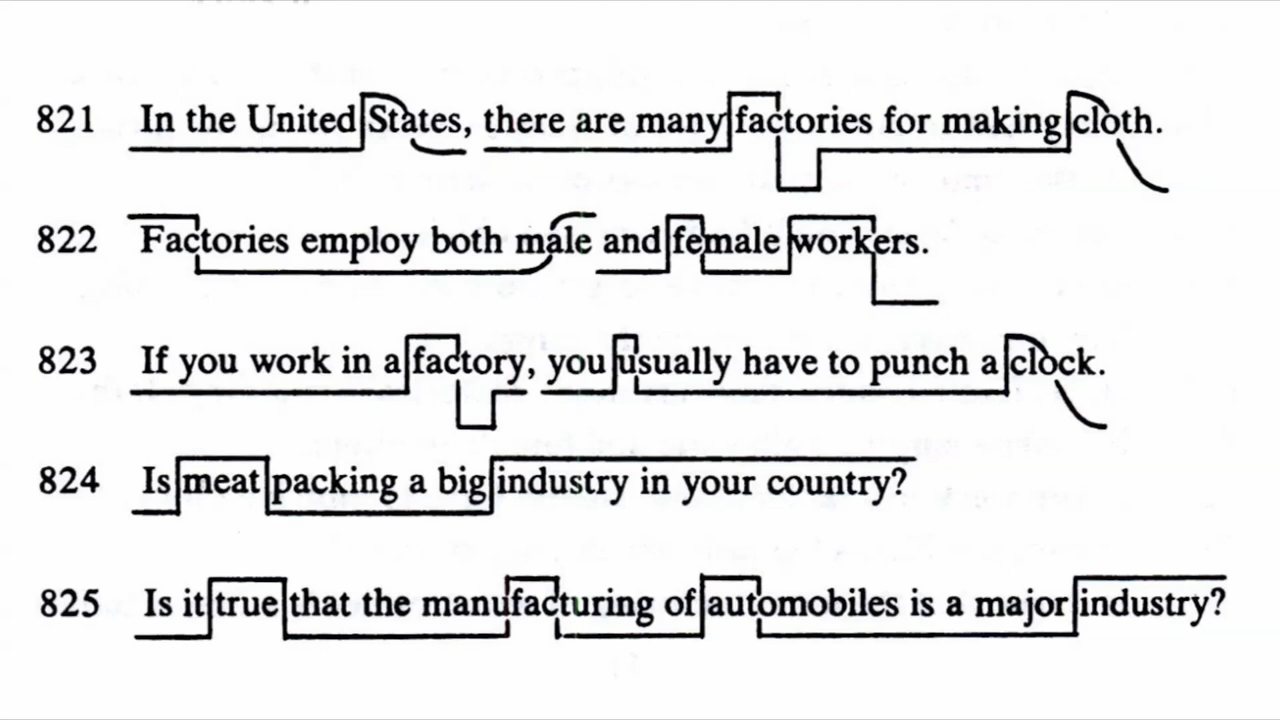 821 In the United States, there are many factories for making cloth.
822 Factories employ both male and female workers.
823 If you work in a factory, you usually have to punch a clock.
824 Is meat packing a big industry in your country?
825 Is it true that the manufacturing of automobiles is a major industry?